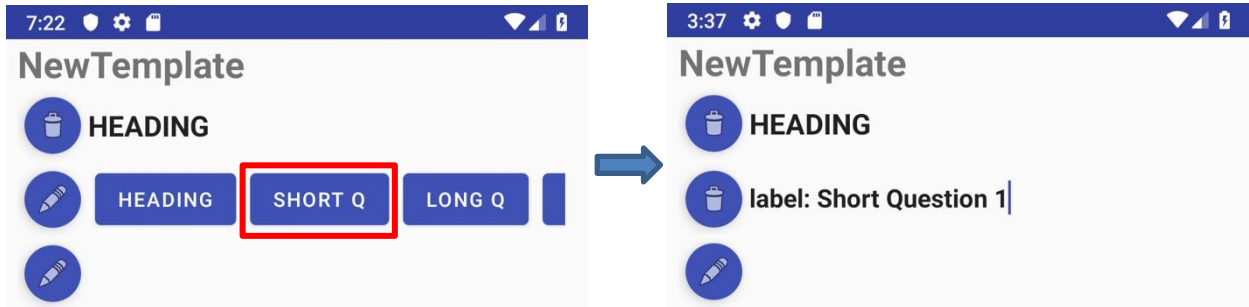 7:22
NewTemplate
HEADING
HEADING SHORT Q LONG Q
3:37
NewTemplate
HEADING
label: Short Question 1